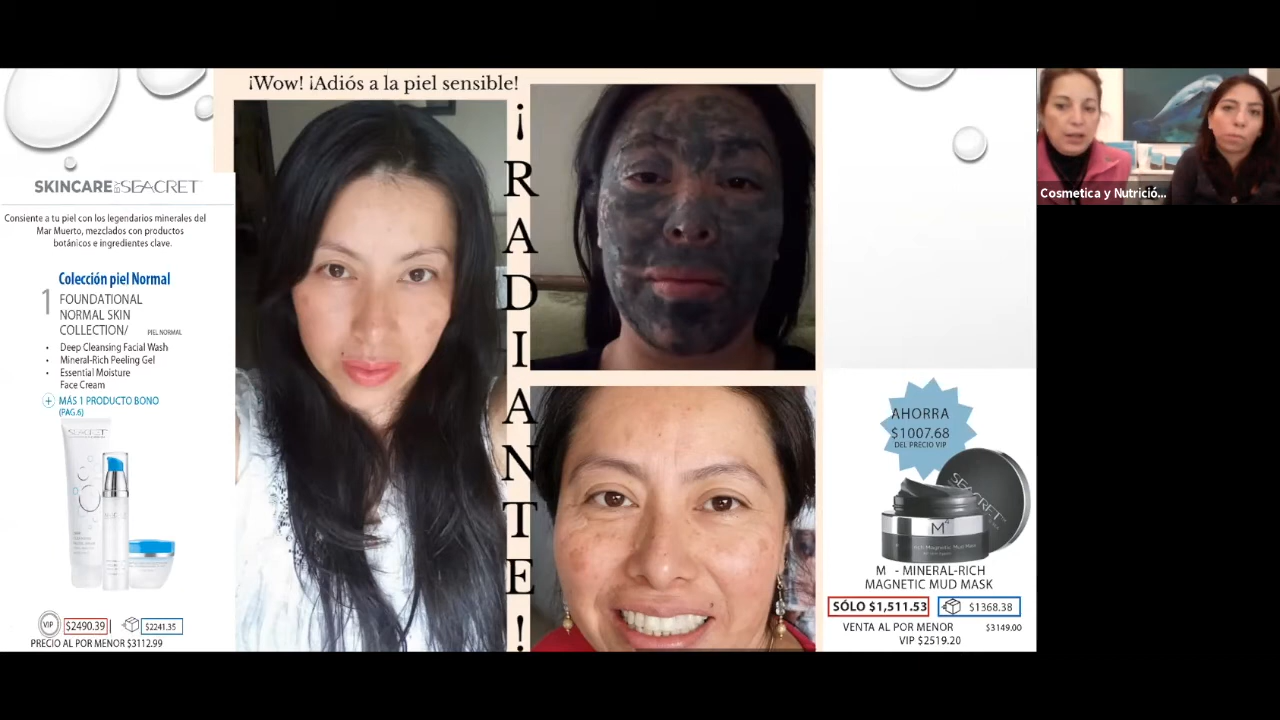 ¡Wow! ¡Adiós a la piel sensible!
¡RADIANTE!
SKINCARE BY SEACRET
Consiente a tu piel con los legendarios minerales del
Mar Muerto, mezclados con productos
botánicos e ingredientes clave.
Colección piel Normal
1 FOUNDATIONAL
NORMAL SKIN
COLLECTION/ PIEL NORMAL
• Deep Cleansing Facial Wash
• Mineral-Rich Peeling Gel
• Essential Moisture
Face Cream
+ MÁS 1 PRODUCTO BONO
(PAG.6)
SEACRET
VIP $2490.39 | $2241.35
PRECIO AL POR MENOR $3112.99
Cosmetica y Nutrició...
AHORRA
$1007.68
DEL PRECIO VIP
SEACRET
M4
M - MINERAL-RICH
MAGNETIC MUD MASK
SÓLO $1,511.53 $1368.38
VENTA AL POR MENOR $3149.00
VIP $2519.20